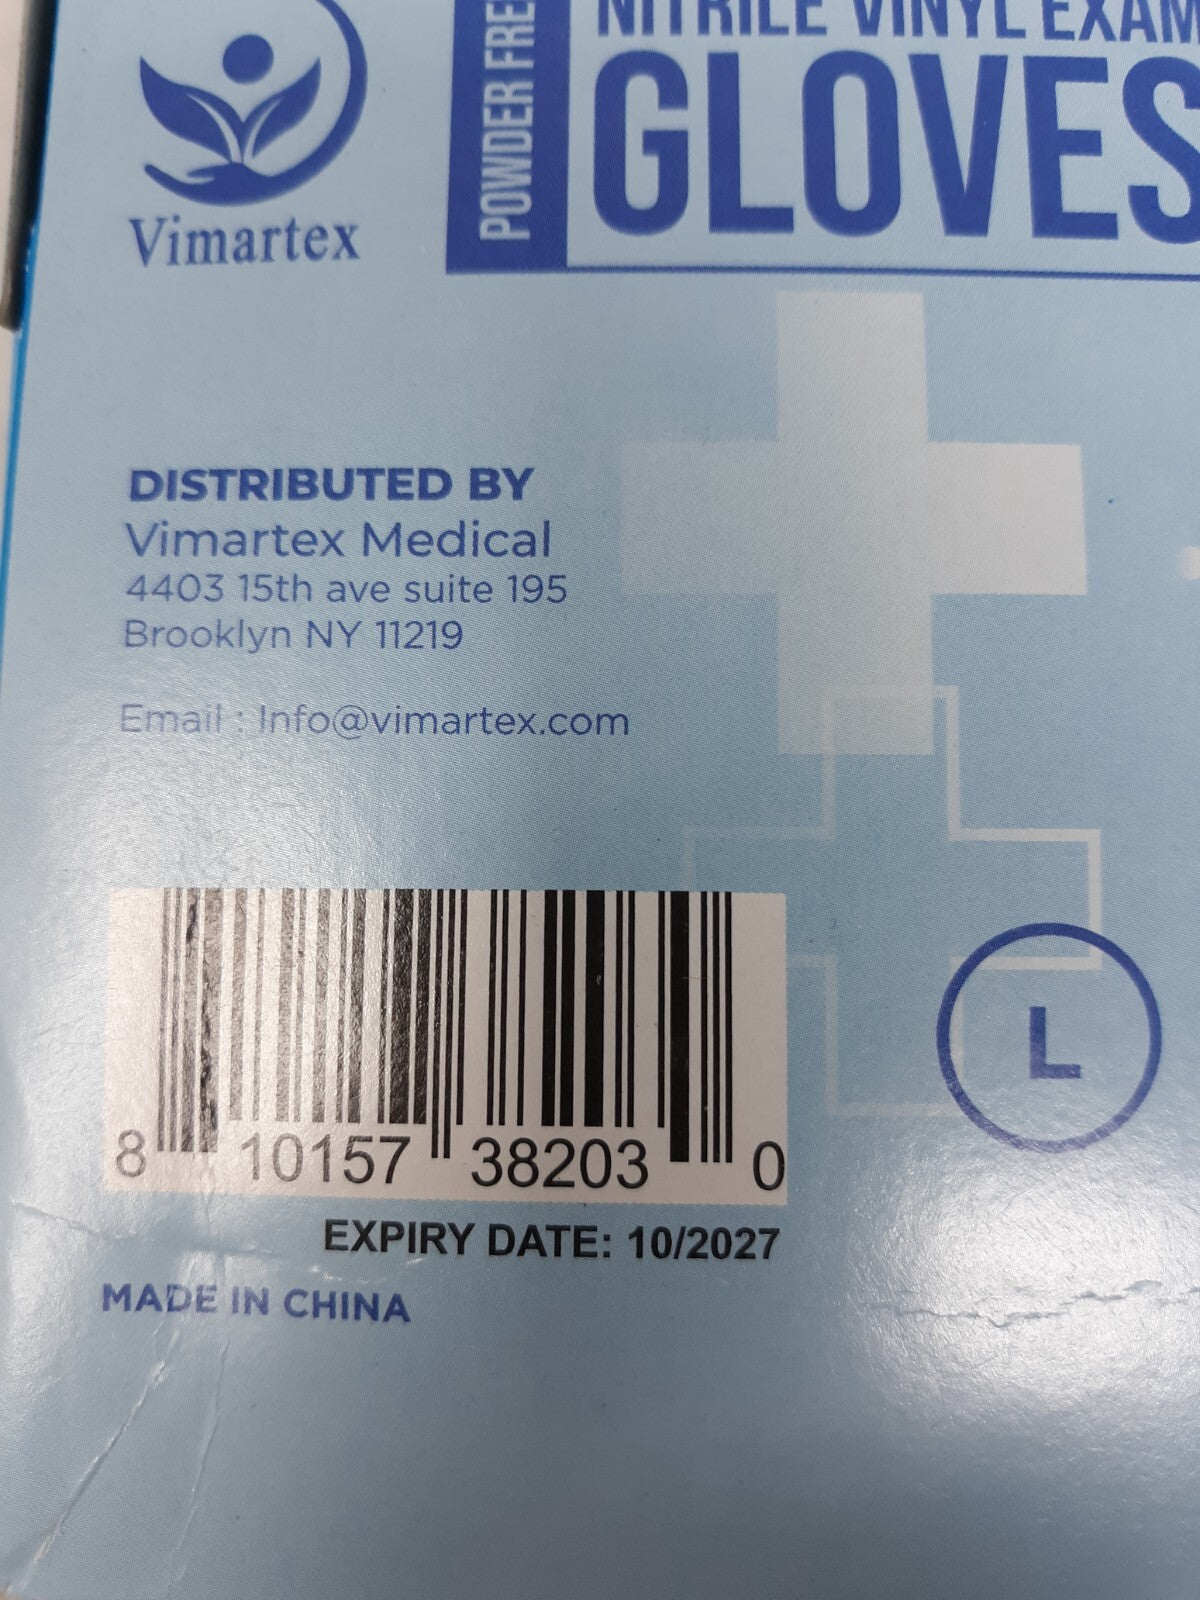 Vimartex
POWDER FREE
NITRILE VINYL EXAM
GLOVES
DISTRIBUTED BY
Vimartex Medical
4403 15th ave suite 195
Brooklyn NY 11219
Email : Info@vimartex.com
8 10157 38203 0
L
EXPIRY DATE: 10/2027
MADE IN CHINA